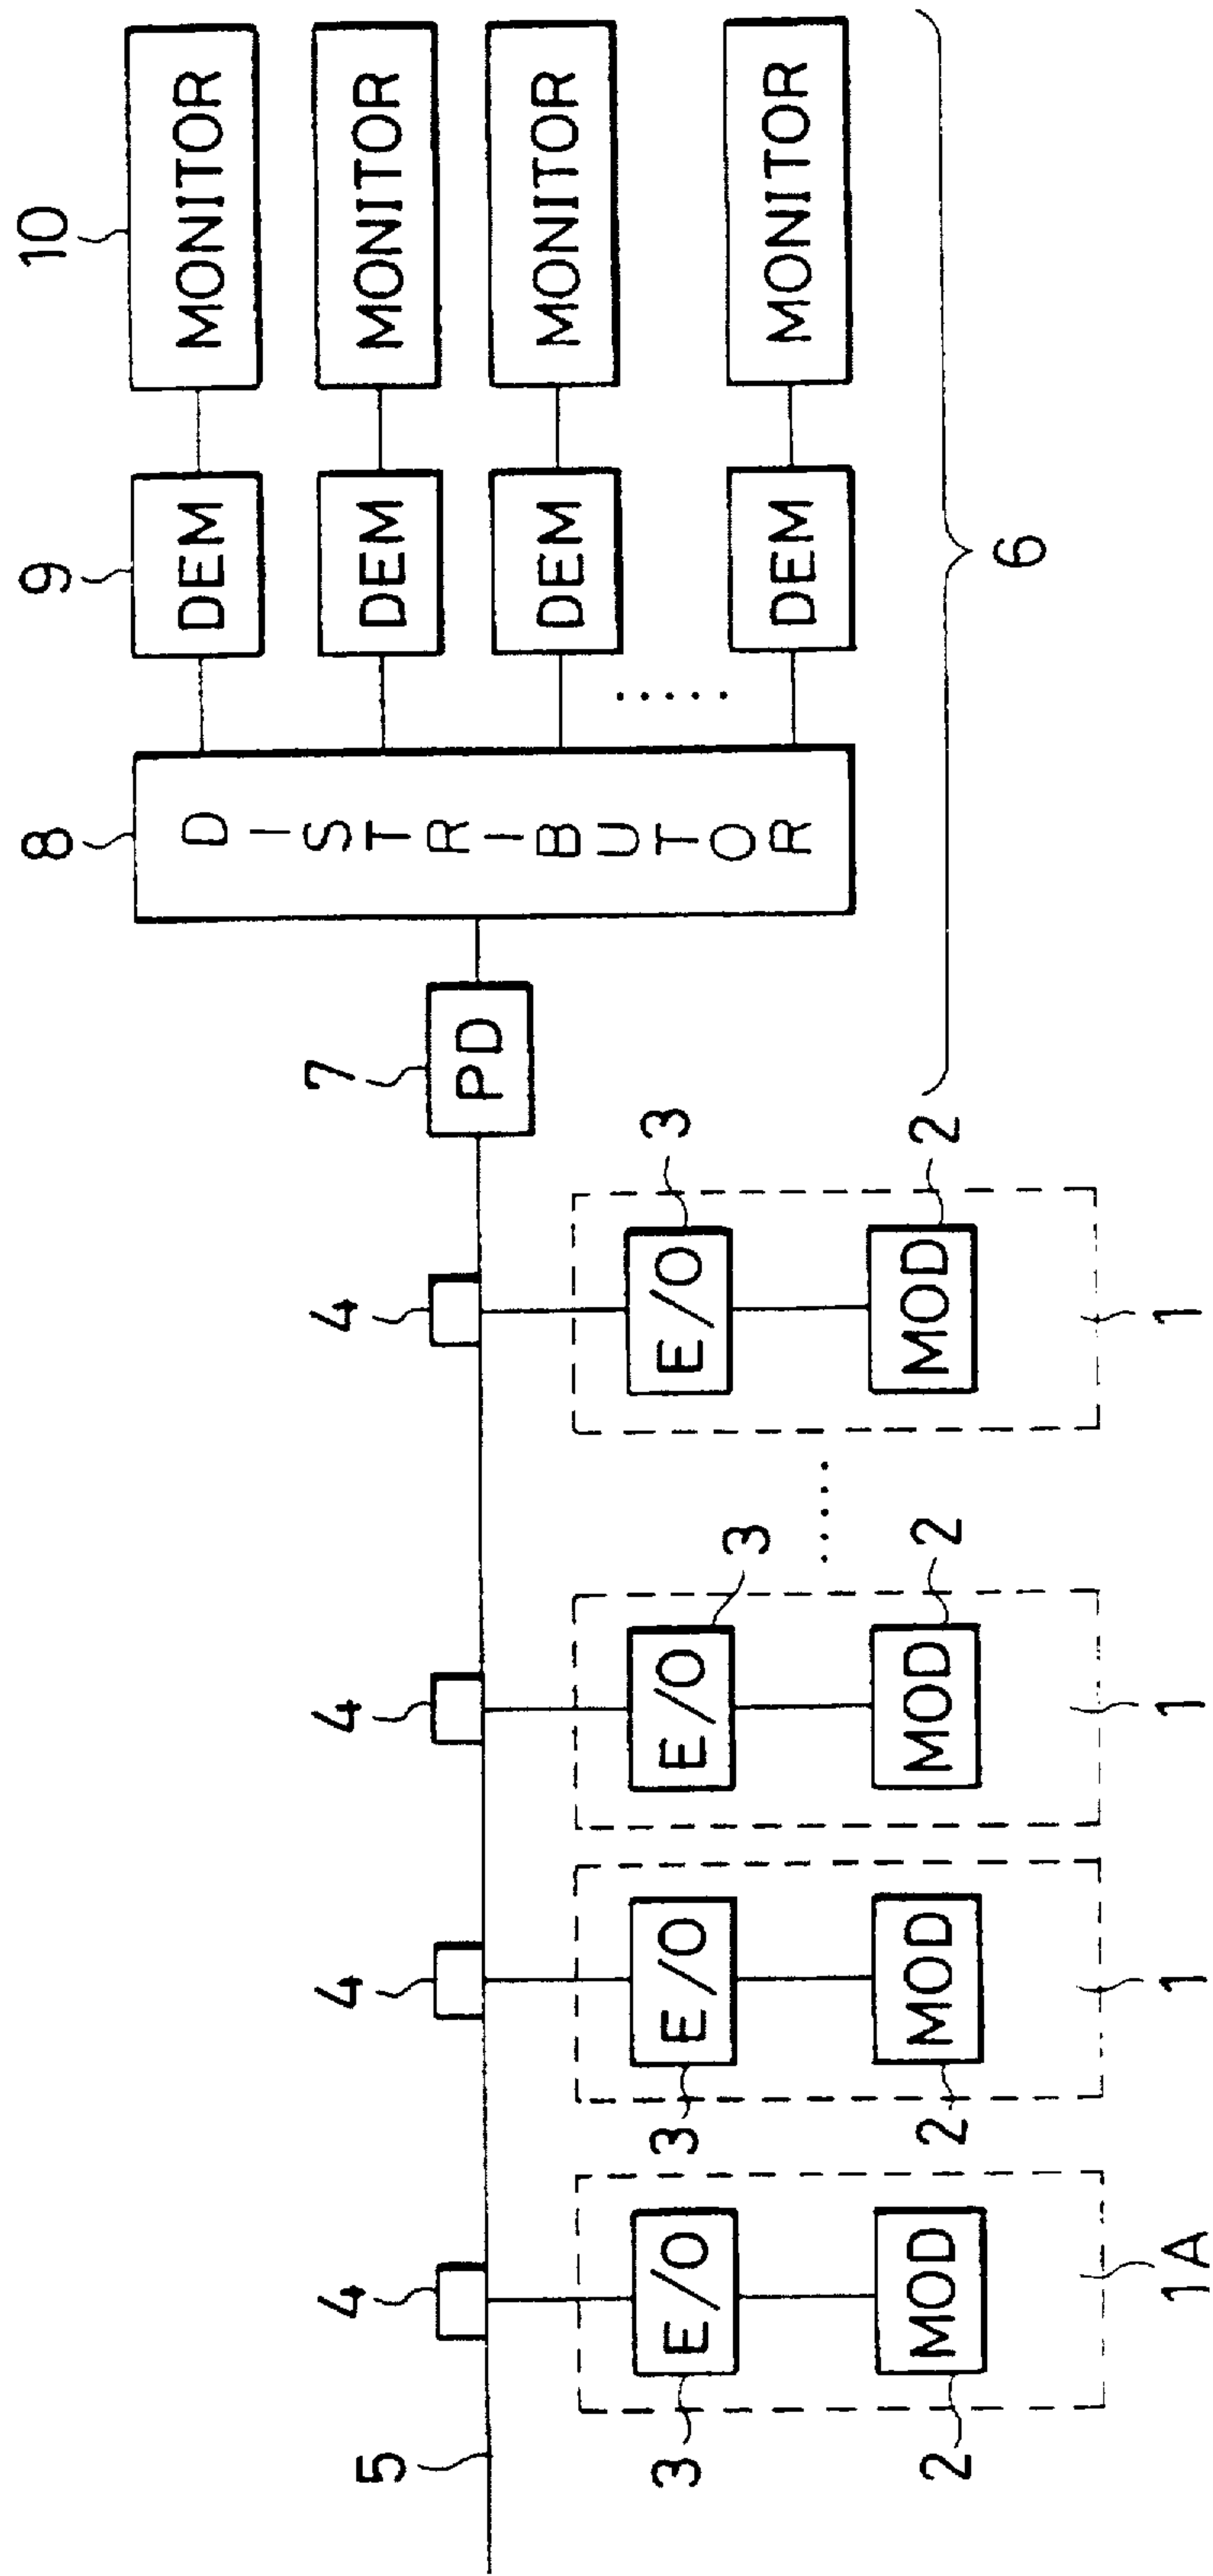 10
MONITOR
MONITOR
MONITOR
MONITOR
9
DEM
DEM
DEM
DEM
8
DISTRIBUTOR
6
7
PD
4
4
4
4
5
3
E/O
2
MOD
1
3
E/O
2
MOD
1
3
E/O
2
MOD
1
3
E/O
2
MOD
1A